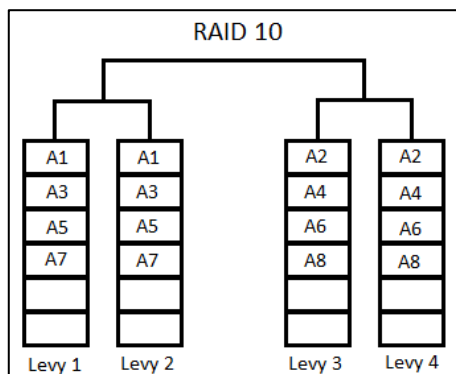 RAID 10
A1 A1 A2 A2
A3 A3 A4 A4
A5 A5 A6 A6
A7 A7 A8 A8
Levy 1 Levy 2 Levy 3 Levy 4